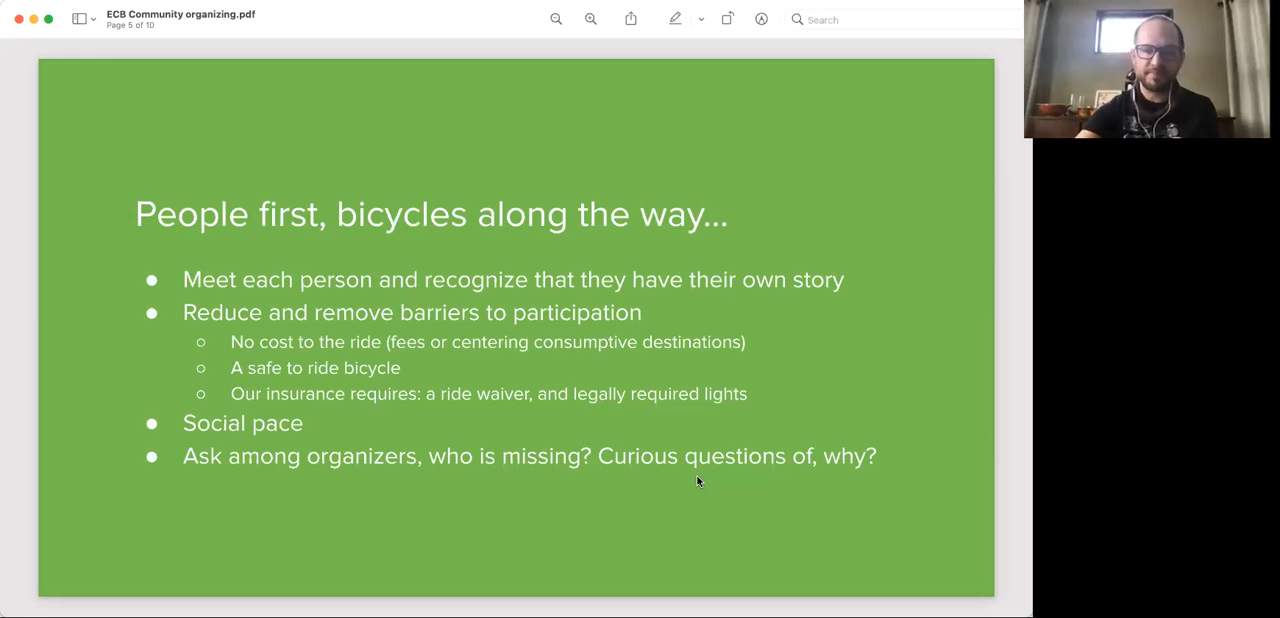 ECB Community organizing.pdf
Page 5 of 10
Search
People first, bicycles along the way...
● Meet each person and recognize that they have their own story
● Reduce and remove barriers to participation
○ No cost to the ride (fees or centering consumptive destinations)
○ A safe to ride bicycle
○ Our insurance requires: a ride waiver, and legally required lights
● Social pace
● Ask among organizers, who is missing? Curious questions of, why?